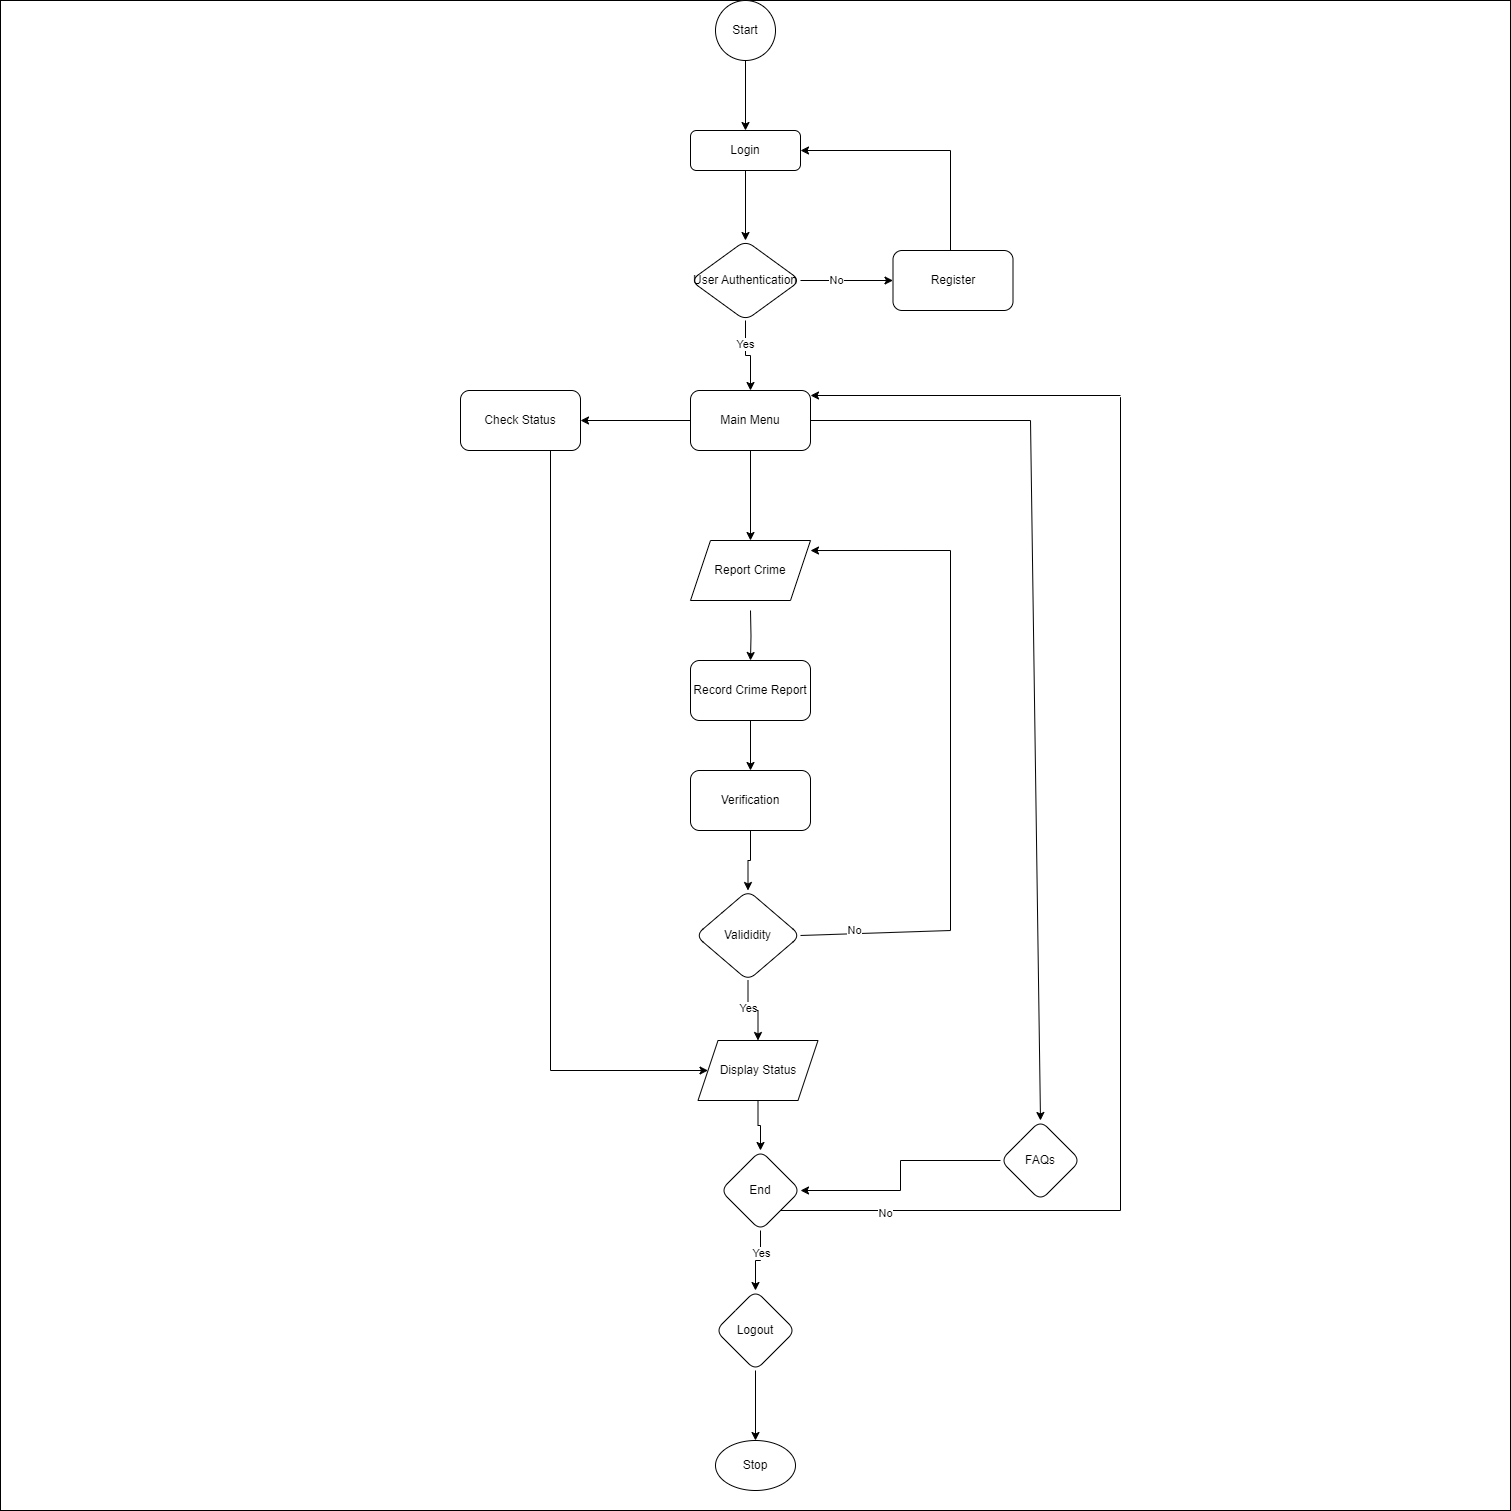 Start
Login
User Authentication
No
Register
Yes
Check Status
Main Menu
Report Crime
Record Crime Report
Verification
Valididity
No
Yes
Display Status
FAQs
End
No
Yes
Logout
Stop